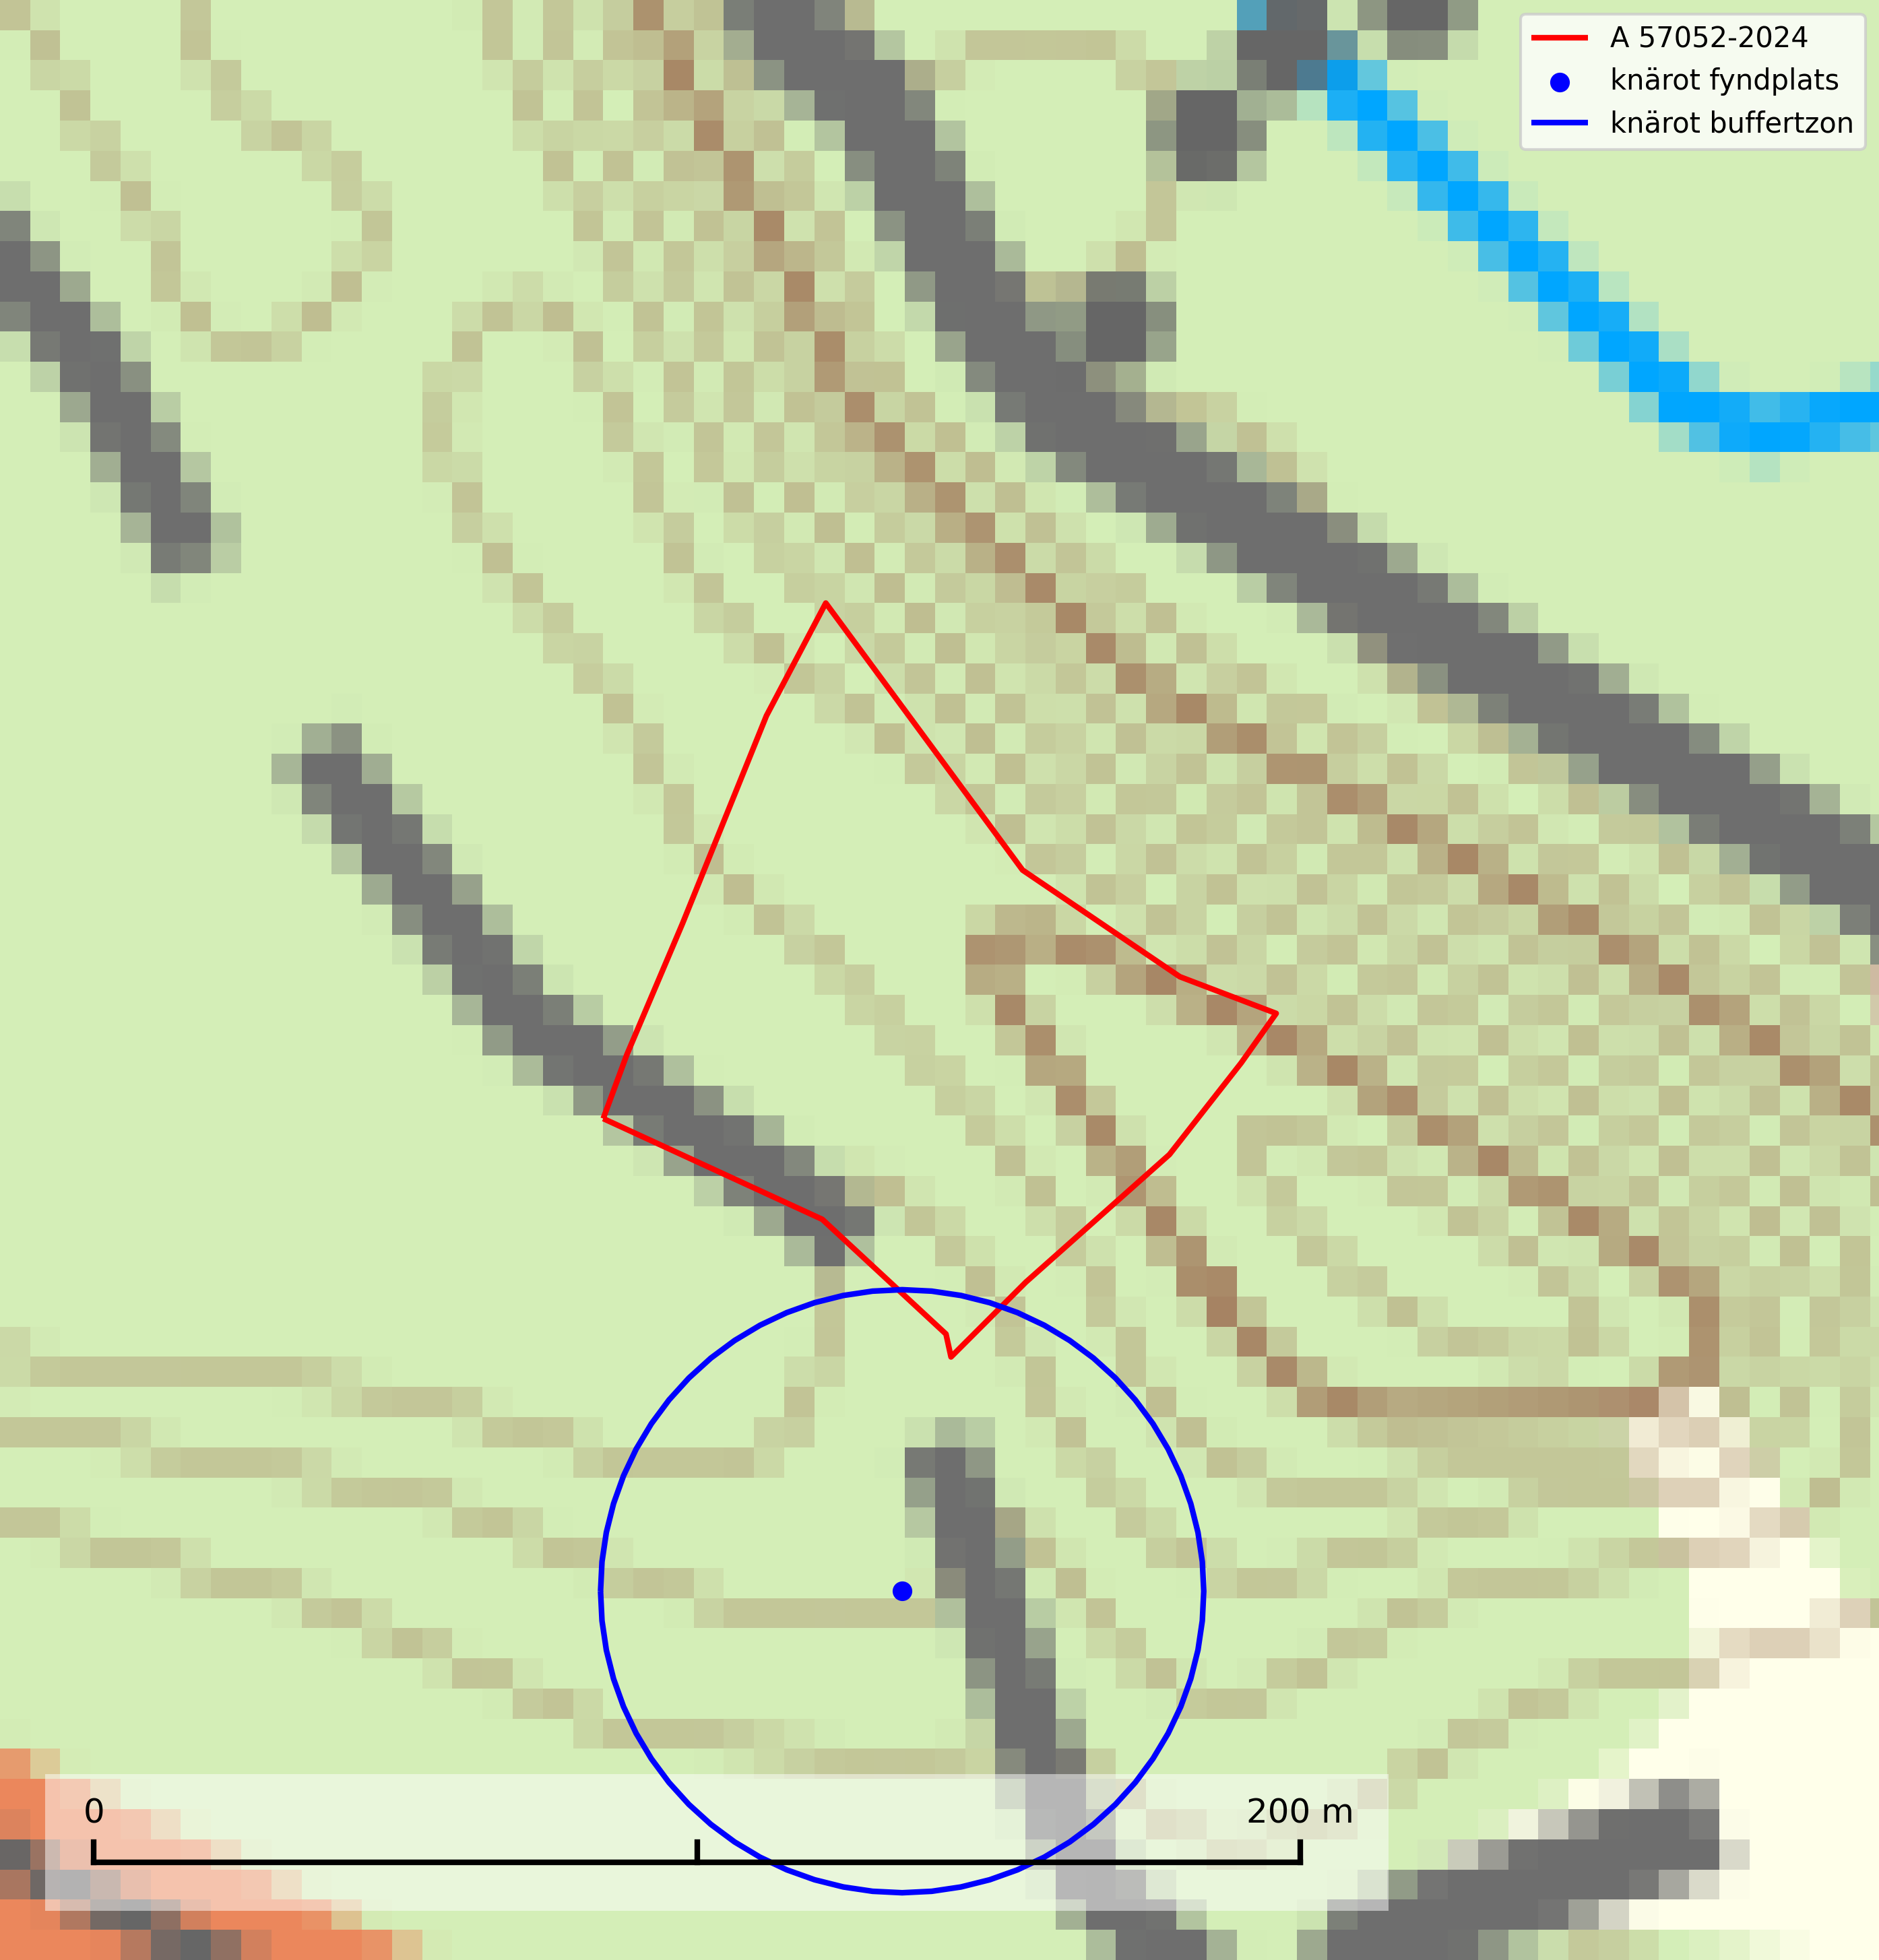 A 57052-2024
knärot fyndplats
knärot buffertzon
0
200 m